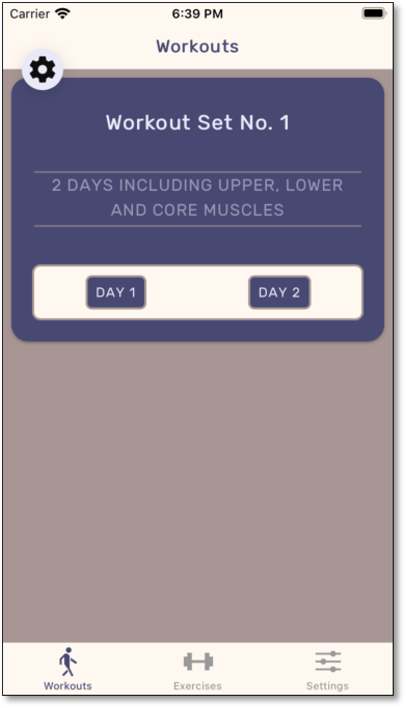 Carrier 6:39 PM
Workouts
Workout Set No. 1
2 DAYS INCLUDING UPPER, LOWER
AND CORE MUSCLES
DAY 1 DAY 2
Workouts Exercises Settings